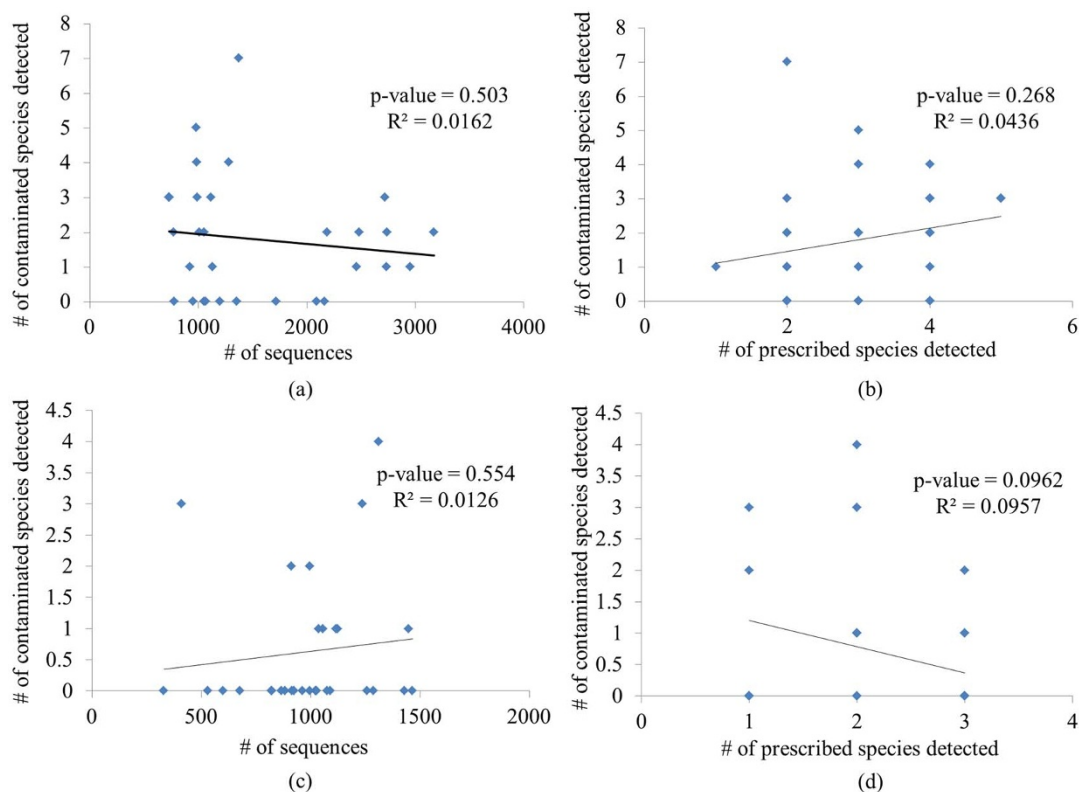 # of contaminated species detected
8
7
6
5
4
3
2
1
0
p-value = 0.503
R² = 0.0162
0 1000 2000 3000 4000
# of sequences
(a)
# of contaminated species detected
8
7
6
5
4
3
2
1
0
p-value = 0.268
R² = 0.0436
0 2 4 6
# of prescribed species detected
(b)
# of contaminated species detected
4.5
4
3.5
3
2.5
2
1.5
1
0.5
0
p-value = 0.554
R² = 0.0126
0 500 1000 1500 2000
# of sequences
(c)
# of contaminated species detected
4.5
4
3.5
3
2.5
2
1.5
1
0.5
0
p-value = 0.0962
R² = 0.0957
0 1 2 3 4
# of prescribed species detected
(d)